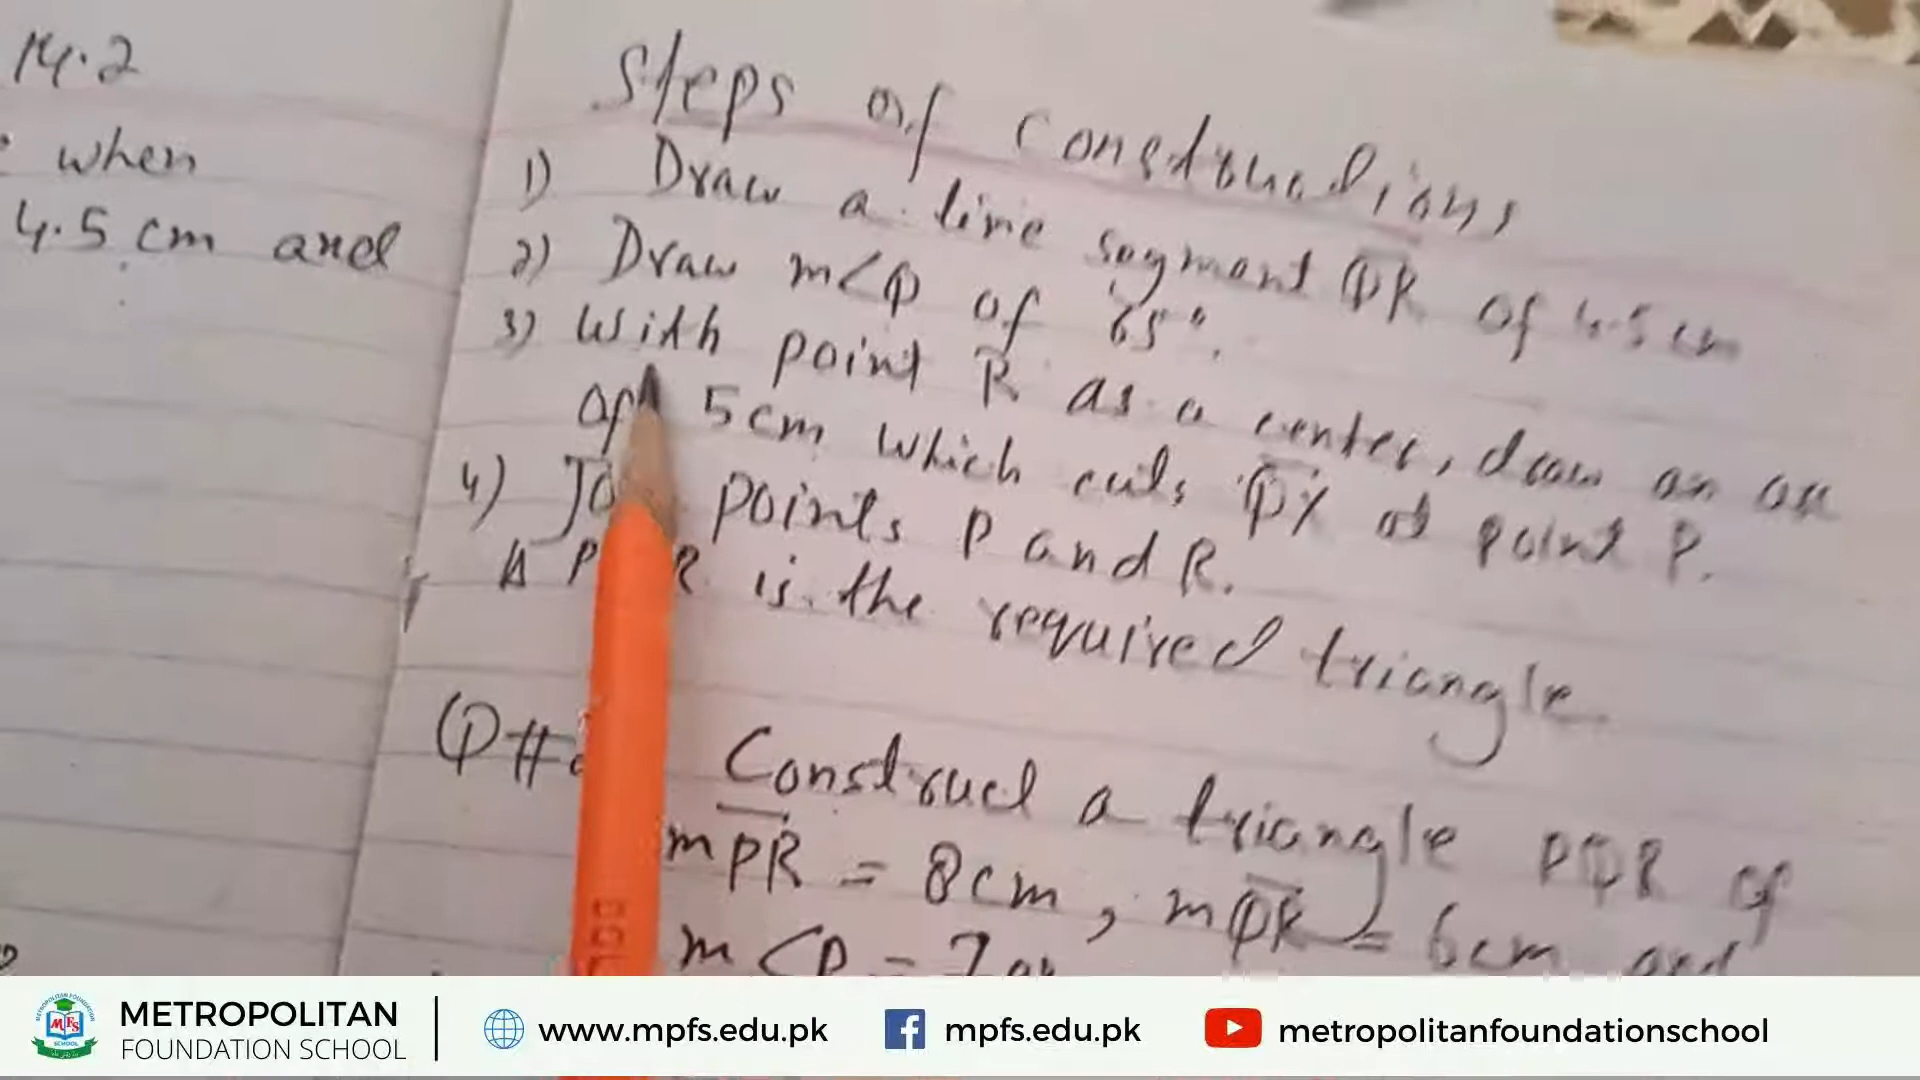 14.2
when
4.5 cm and
Steps of constructions
1) Draw a line segment QR of 4.5 cm
2) Draw m<Q of 65°.
3) With point R as a center, draw an arc
of 5cm which cuts QX at point P.
4) points P and R.
Δ P R is the required triangle.
Q# Construct a triangle PQR of
mPR = 8cm, mQR = 6cm and
METROPOLITAN
FOUNDATION SCHOOL
www.mpfs.edu.pk
mpfs.edu.pk
metropolitanfoundationschool
MFS